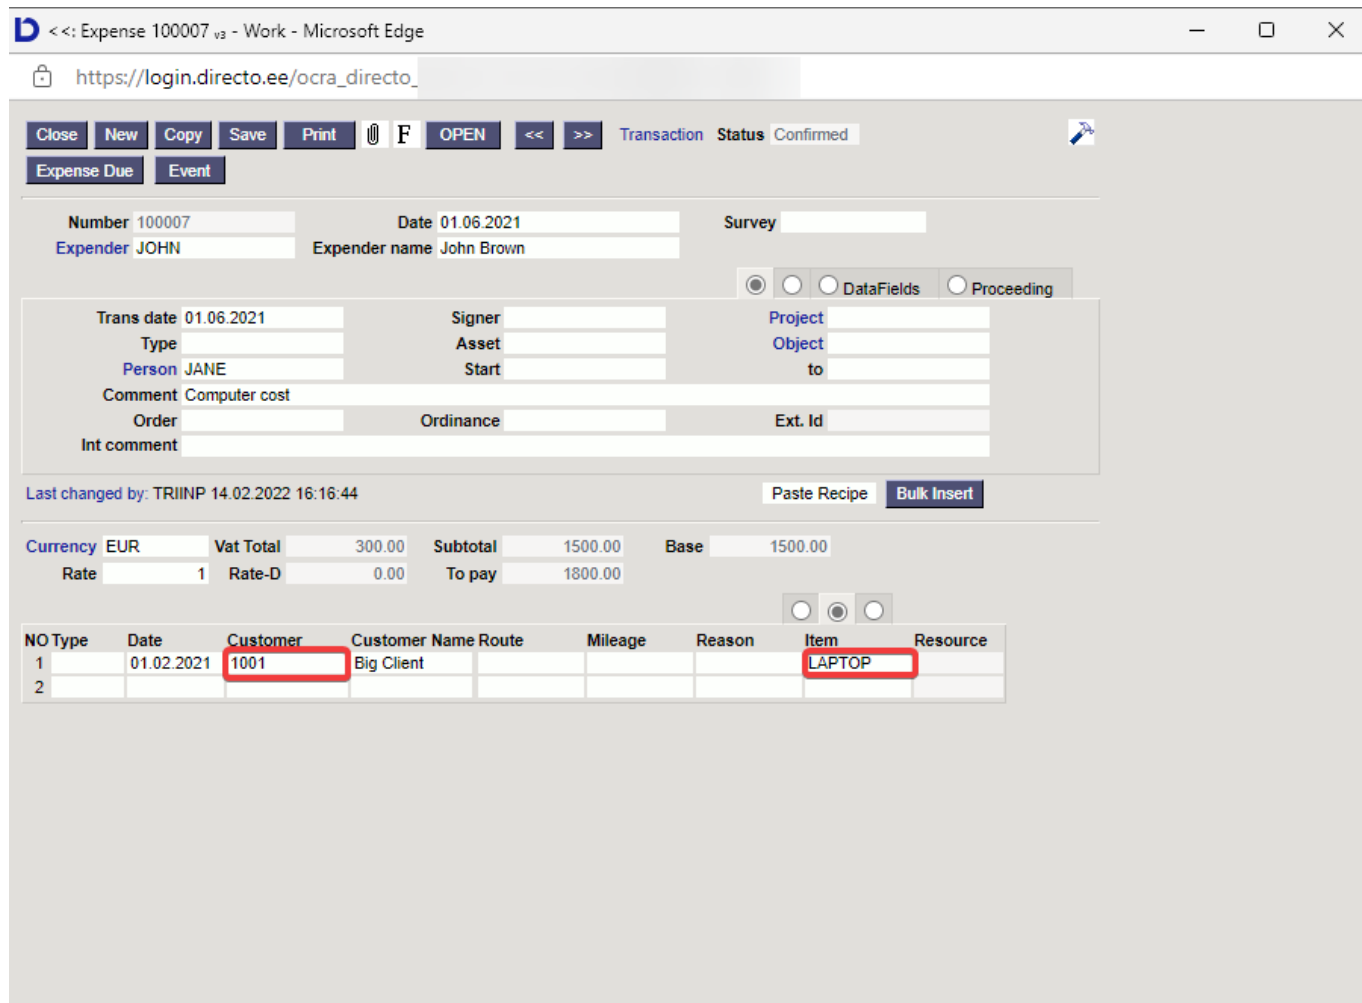 <<: Expense 100007 v3 - Work - Microsoft Edge
https://login.directo.ee/ocra_directo_
Close New Copy Save Print F OPEN << >> Transaction Status Confirmed
Expense Due Event
Number 100007 Date 01.06.2021 Survey
Expender JOHN Expender name John Brown
DataFields Proceeding
Trans date 01.06.2021 Signer Project
Type Asset Object
Person JANE Start to
Comment Computer cost
Order Ordinance Ext. Id
Int comment
Last changed by: TRIINP 14.02.2022 16:16:44 Paste Recipe Bulk Insert
Currency EUR Vat Total 300.00 Subtotal 1500.00 Base 1500.00
Rate 1 Rate-D 0.00 To pay 1800.00
NO Type Date Customer Customer Name Route Mileage Reason Item Resource
1 01.02.2021 1001 Big Client LAPTOP
2